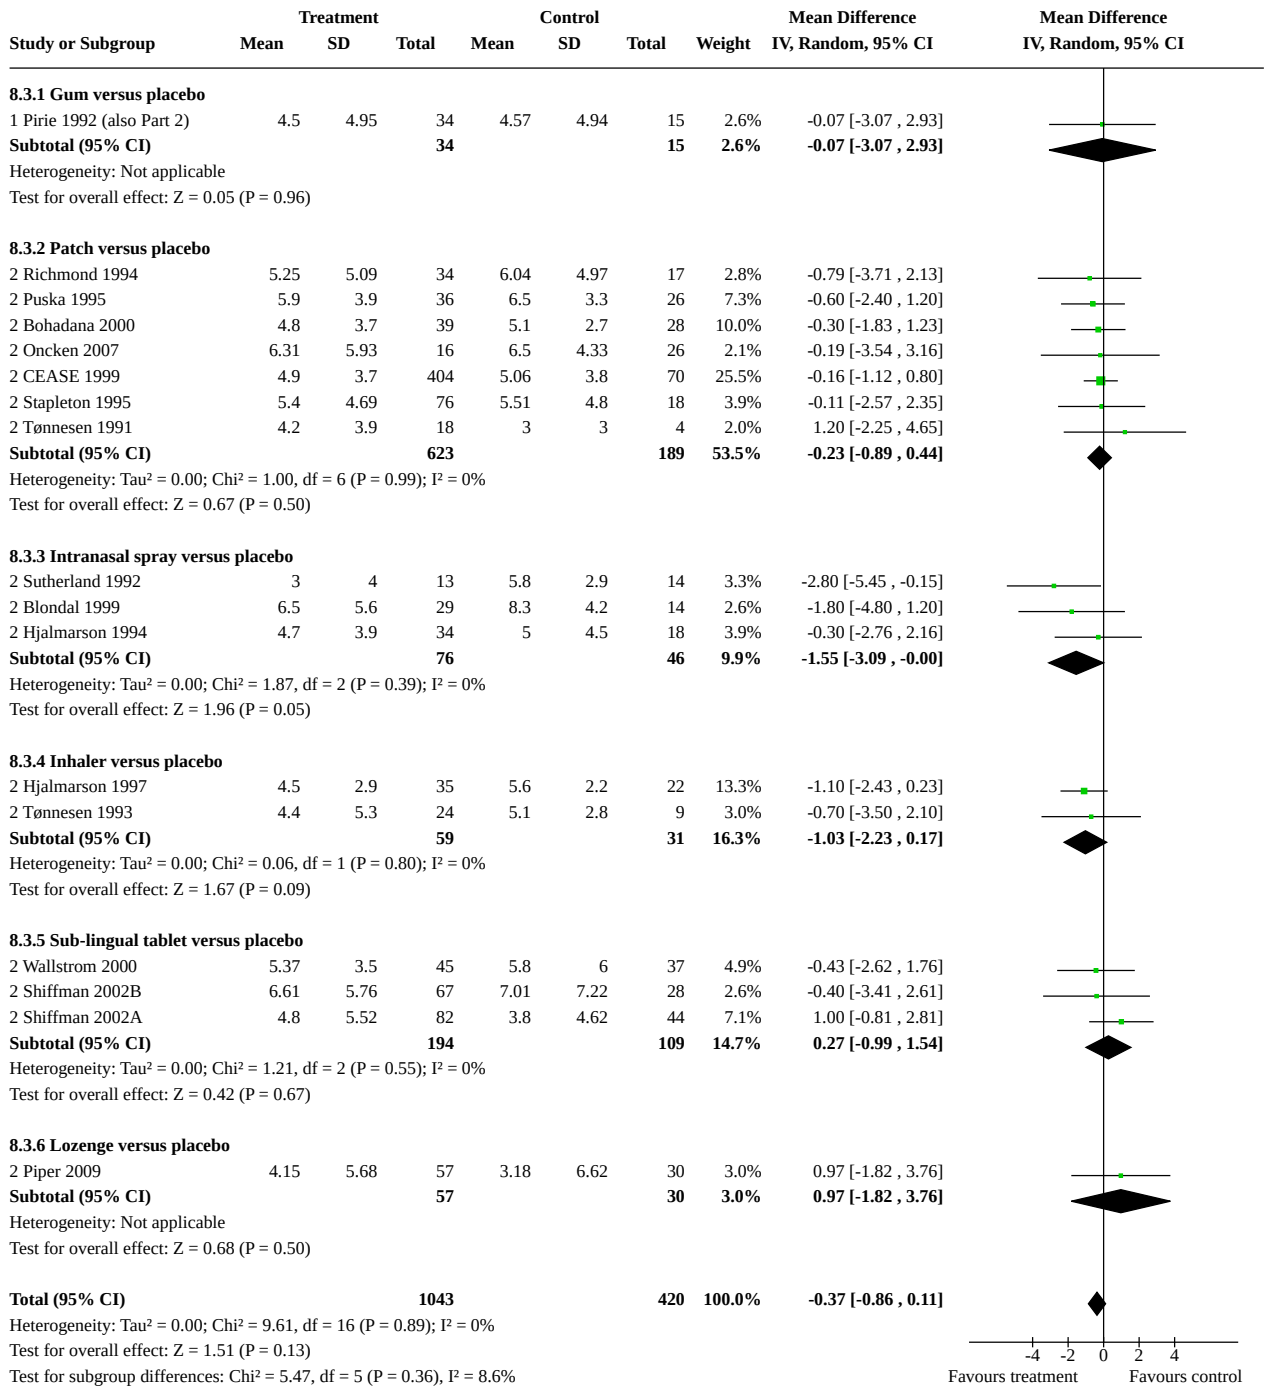 Treatment Control Mean Difference Mean Difference
Study or Subgroup Mean SD Total Mean SD Total Weight IV, Random, 95% CI IV, Random, 95% CI
8.3.1 Gum versus placebo
1 Pirie 1992 (also Part 2) 4.5 4.95 34 4.57 4.94 15 2.6% -0.07 [-3.07 , 2.93]
Subtotal (95% CI) 34 15 2.6% -0.07 [-3.07 , 2.93]
Heterogeneity: Not applicable
Test for overall effect: Z = 0.05 (P = 0.96)
8.3.2 Patch versus placebo
2 Richmond 1994 5.25 5.09 34 6.04 4.97 17 2.8% -0.79 [-3.71 , 2.13]
2 Puska 1995 5.9 3.9 36 6.5 3.3 26 7.3% -0.60 [-2.40 , 1.20]
2 Bohadana 2000 4.8 3.7 39 5.1 2.7 28 10.0% -0.30 [-1.83 , 1.23]
2 Oncken 2007 6.31 5.93 16 6.5 4.33 26 2.1% -0.19 [-3.54 , 3.16]
2 CEASE 1999 4.9 3.7 404 5.06 3.8 70 25.5% -0.16 [-1.12 , 0.80]
2 Stapleton 1995 5.4 4.69 76 5.51 4.8 18 3.9% -0.11 [-2.57 , 2.35]
2 Tønnesen 1991 4.2 3.9 18 3 3 4 2.0% 1.20 [-2.25 , 4.65]
Subtotal (95% CI) 623 189 53.5% -0.23 [-0.89 , 0.44]
Heterogeneity: Tau² = 0.00; Chi² = 1.00, df = 6 (P = 0.99); I² = 0%
Test for overall effect: Z = 0.67 (P = 0.50)
8.3.3 Intranasal spray versus placebo
2 Sutherland 1992 3 4 13 5.8 2.9 14 3.3% -2.80 [-5.45 , -0.15]
2 Blondal 1999 6.5 5.6 29 8.3 4.2 14 2.6% -1.80 [-4.80 , 1.20]
2 Hjalmarson 1994 4.7 3.9 34 5 4.5 18 3.9% -0.30 [-2.76 , 2.16]
Subtotal (95% CI) 76 46 9.9% -1.55 [-3.09 , -0.00]
Heterogeneity: Tau² = 0.00; Chi² = 1.87, df = 2 (P = 0.39); I² = 0%
Test for overall effect: Z = 1.96 (P = 0.05)
8.3.4 Inhaler versus placebo
2 Hjalmarson 1997 4.5 2.9 35 5.6 2.2 22 13.3% -1.10 [-2.43 , 0.23]
2 Tønnesen 1993 4.4 5.3 24 5.1 2.8 9 3.0% -0.70 [-3.50 , 2.10]
Subtotal (95% CI) 59 31 16.3% -1.03 [-2.23 , 0.17]
Heterogeneity: Tau² = 0.00; Chi² = 0.06, df = 1 (P = 0.80); I² = 0%
Test for overall effect: Z = 1.67 (P = 0.09)
8.3.5 Sub-lingual tablet versus placebo
2 Wallstrom 2000 5.37 3.5 45 5.8 6 37 4.9% -0.43 [-2.62 , 1.76]
2 Shiffman 2002B 6.61 5.76 67 7.01 7.22 28 2.6% -0.40 [-3.41 , 2.61]
2 Shiffman 2002A 4.8 5.52 82 3.8 4.62 44 7.1% 1.00 [-0.81 , 2.81]
Subtotal (95% CI) 194 109 14.7% 0.27 [-0.99 , 1.54]
Heterogeneity: Tau² = 0.00; Chi² = 1.21, df = 2 (P = 0.55); I² = 0%
Test for overall effect: Z = 0.42 (P = 0.67)
8.3.6 Lozenge versus placebo
2 Piper 2009 4.15 5.68 57 3.18 6.62 30 3.0% 0.97 [-1.82 , 3.76]
Subtotal (95% CI) 57 30 3.0% 0.97 [-1.82 , 3.76]
Heterogeneity: Not applicable
Test for overall effect: Z = 0.68 (P = 0.50)
Total (95% CI) 1043 420 100.0% -0.37 [-0.86 , 0.11]
Heterogeneity: Tau² = 0.00; Chi² = 9.61, df = 16 (P = 0.89); I² = 0%
Test for overall effect: Z = 1.51 (P = 0.13) -4 -2 0 2 4
Test for subgroup differences: Chi² = 5.47, df = 5 (P = 0.36), I² = 8.6% Favours treatment Favours control